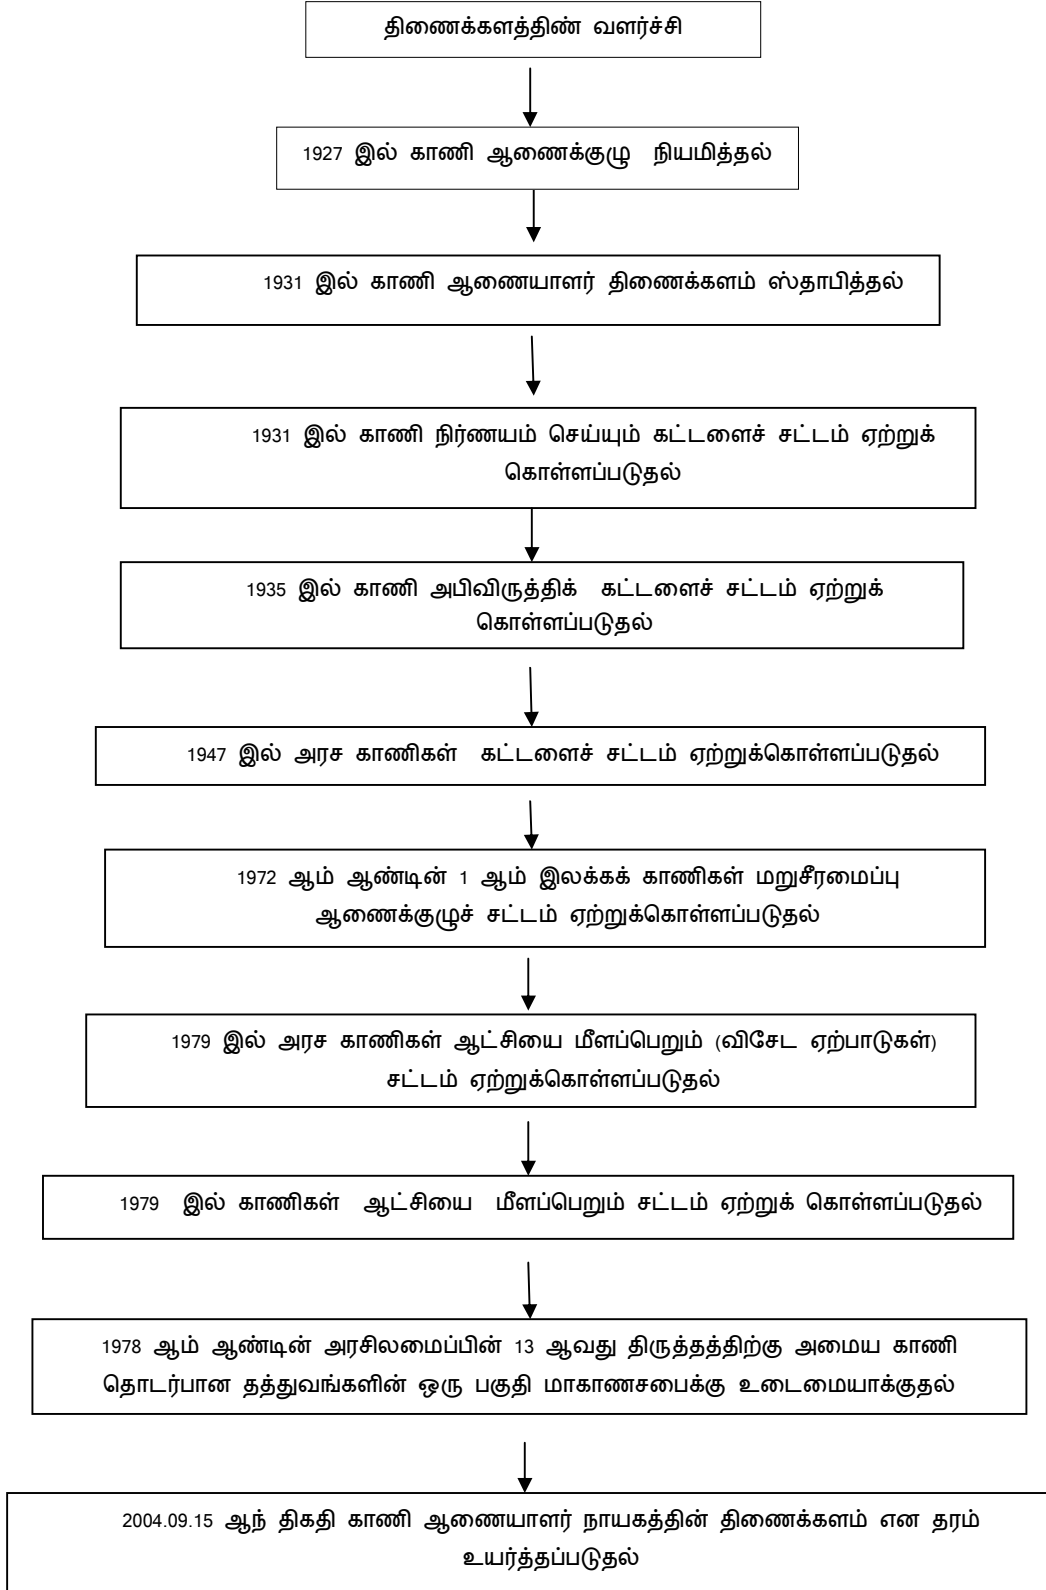 திணைக்களத்திண் வளர்ச்சி
1927 இல் காணி ஆணைக்குழு நியமித்தல்
1931 இல் காணி ஆணையாளர் திணைக்களம் ஸ்தாபித்தல்
1931 இல் காணி நிர்ணயம் செய்யும் கட்டளைச் சட்டம் ஏற்றுக்
கொள்ளப்படுதல்
1935 இல் காணி அபிவிருத்திக் கட்டளைச் சட்டம் ஏற்றுக்
கொள்ளப்படுதல்
1947 இல் அரச காணிகள் கட்டளைச் சட்டம் ஏற்றுக்கொள்ளப்படுதல்
1972 ஆம் ஆண்டின் 1 ஆம் இலக்கக் காணிகள் மறுசீரமைப்பு
ஆணைக்குழுச் சட்டம் ஏற்றுக்கொள்ளப்படுதல்
1979 இல் அரச காணிகள் ஆட்சியை மீளப்பெறும் (விசேட ஏற்பாடுகள்)
சட்டம் ஏற்றுக்கொள்ளப்படுதல்
1979 இல் காணிகள் ஆட்சியை மீளப்பெறும் சட்டம் ஏற்றுக் கொள்ளப்படுதல்
1978 ஆம் ஆண்டின் அரசிலமைப்பின் 13 ஆவது திருத்தத்திற்கு அமைய காணி
தொடர்பான தத்துவங்களின் ஒரு பகுதி மாகாணசபைக்கு உடைமையாக்குதல்
2004.09.15 ஆந் திகதி காணி ஆணையாளர் நாயகத்தின் திணைக்களம் என தரம்
உயர்த்தப்படுதல்